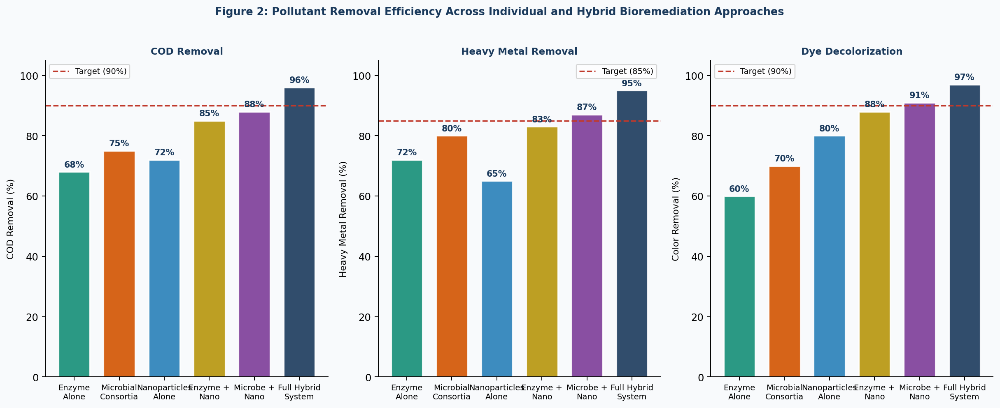 Figure 2: Pollutant Removal Efficiency Across Individual and Hybrid Bioremediation Approaches
COD Removal
Target (90%)
COD Removal (%)
100
80
60
40
20
0
68%
75%
72%
85%
88%
96%
Enzyme
Alone
Microbial
Consortia
Nanoparticles
Alone
Enzyme +
Nano
Microbe +
Nano
Full Hybrid
System
Heavy Metal Removal
Target (85%)
Heavy Metal Removal (%)
100
80
60
40
20
0
72%
80%
65%
83%
87%
95%
Enzyme
Alone
Microbial
Consortia
Nanoparticles
Alone
Enzyme +
Nano
Microbe +
Nano
Full Hybrid
System
Dye Decolorization
Target (90%)
Color Removal (%)
100
80
60
40
20
0
60%
70%
80%
88%
91%
97%
Enzyme
Alone
Microbial
Consortia
Nanoparticles
Alone
Enzyme +
Nano
Microbe +
Nano
Full Hybrid
System